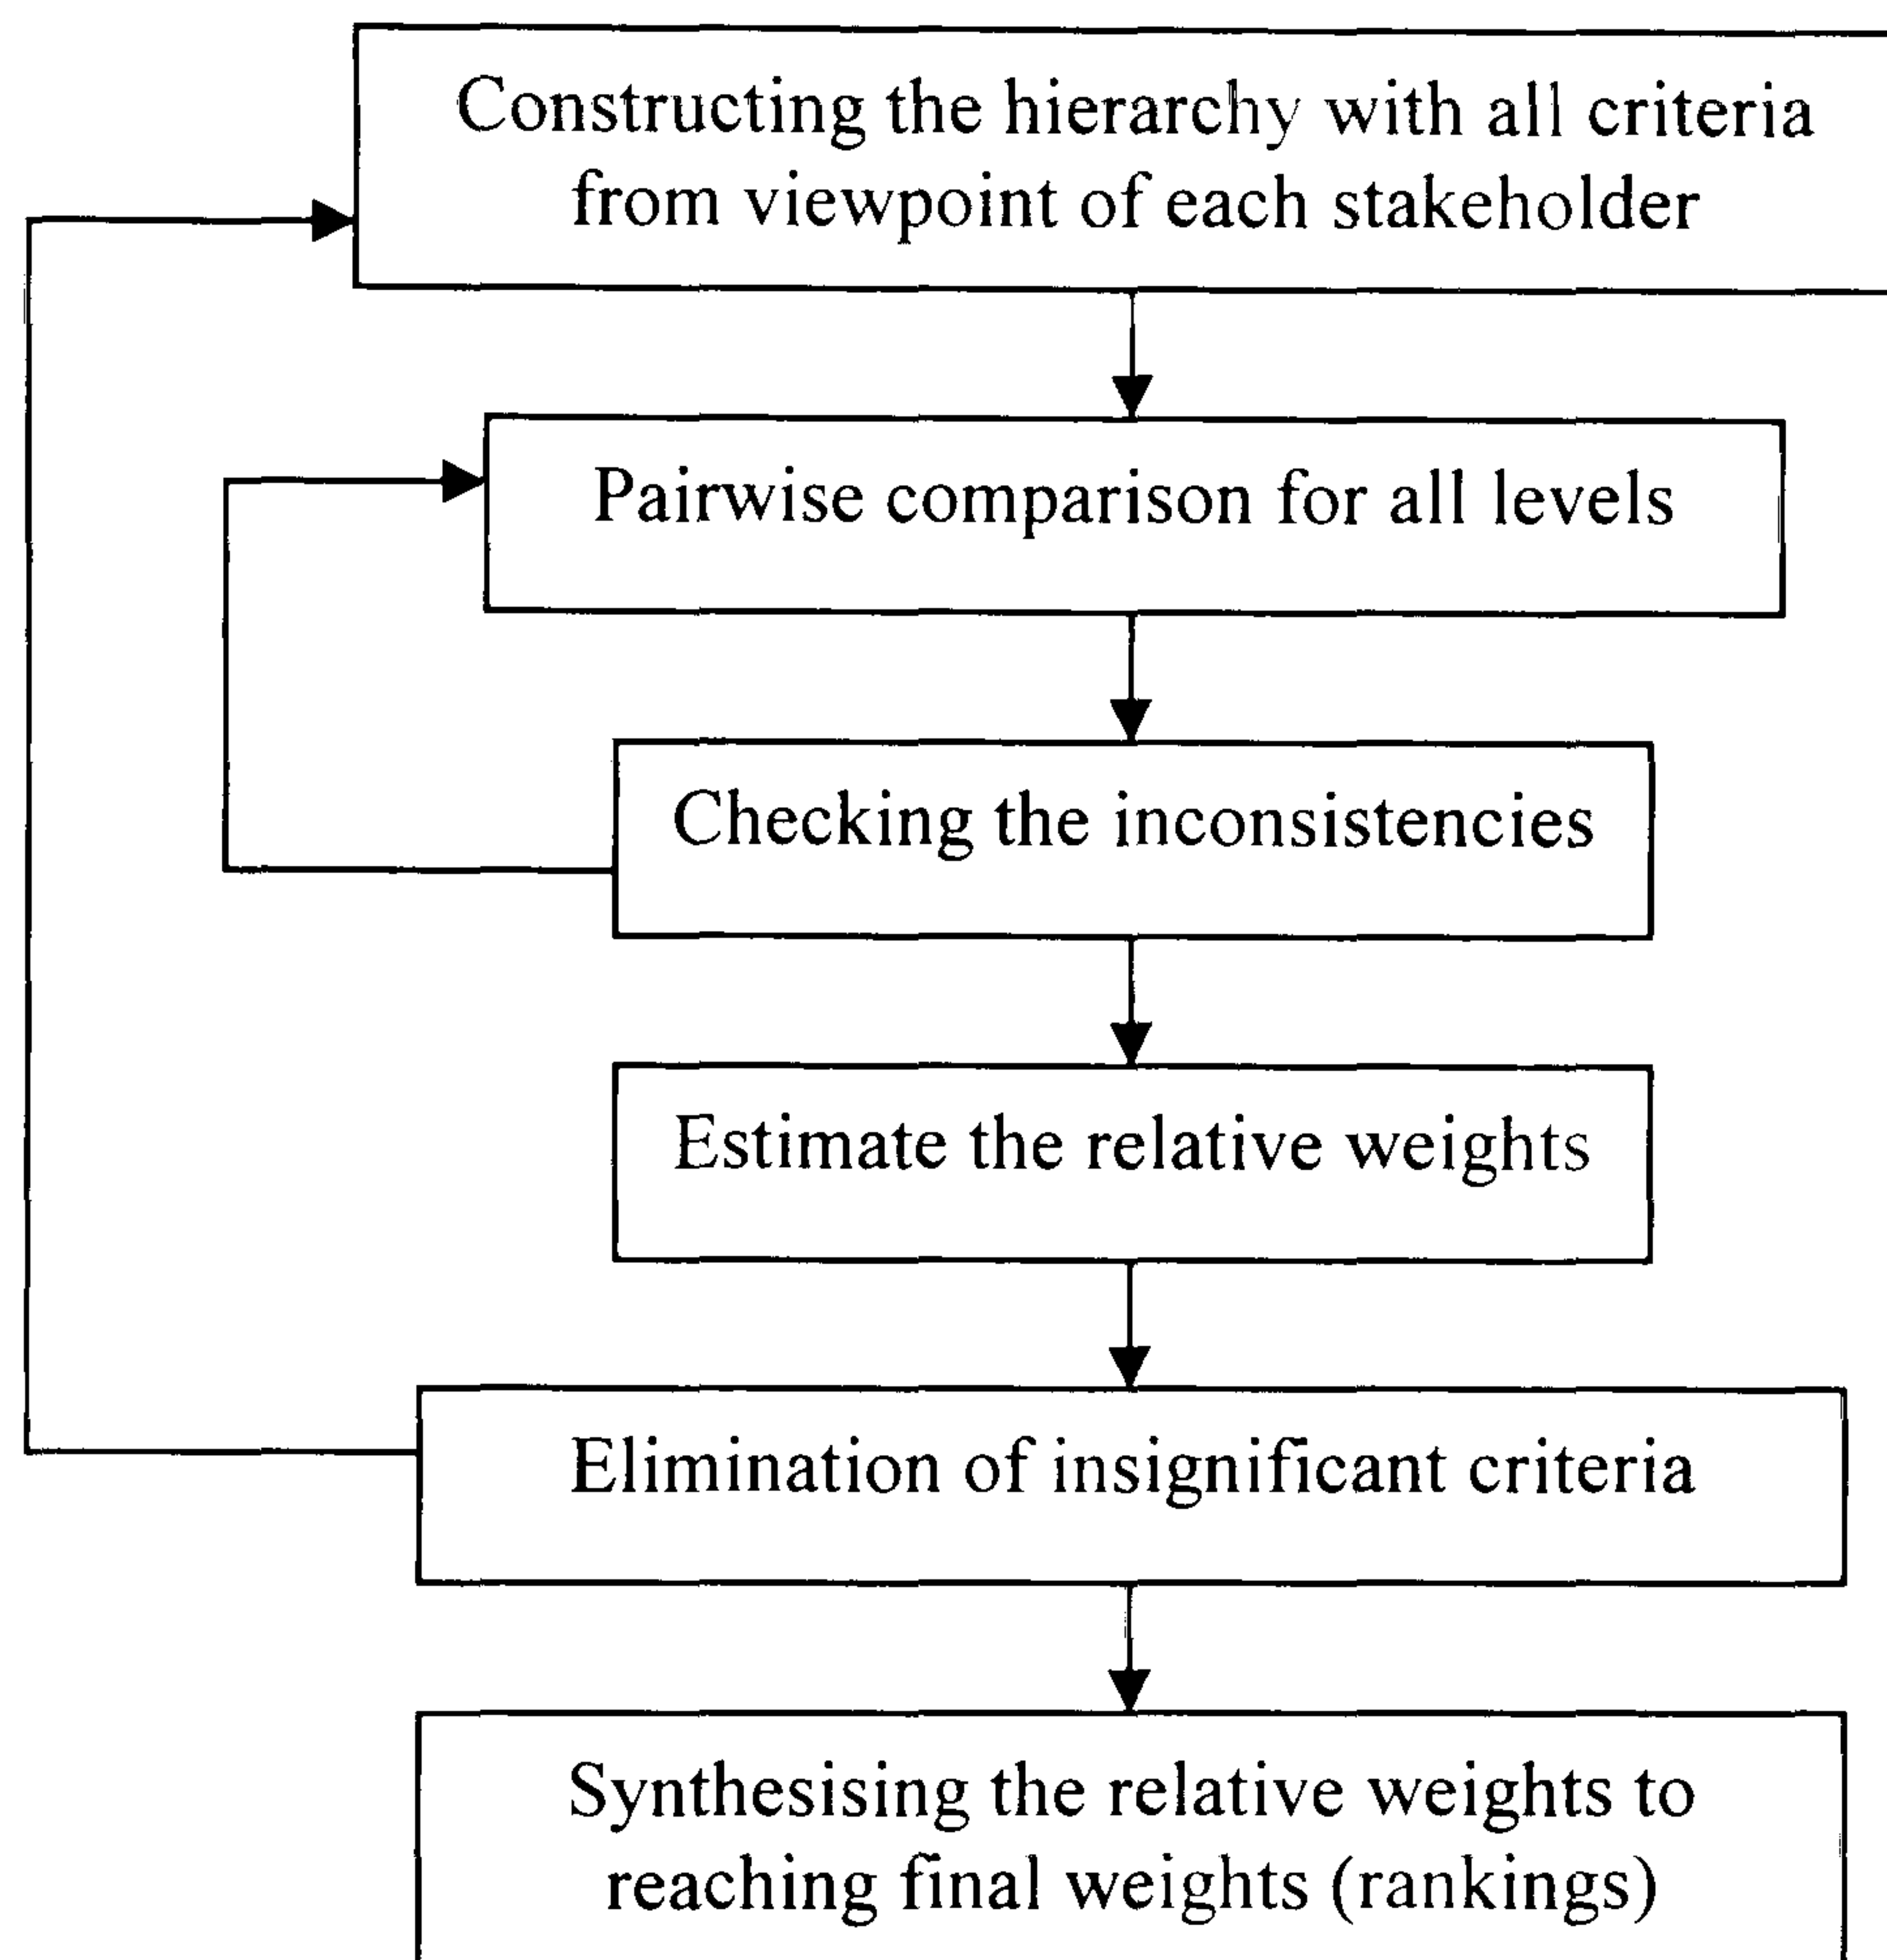 Constructing the hierarchy with all criteria
from viewpoint of each stakeholder
Pairwise comparison for all levels
Checking the inconsistencies
Estimate the relative weights
Elimination of insignificant criteria
Synthesising the relative weights to
reaching final weights (rankings)